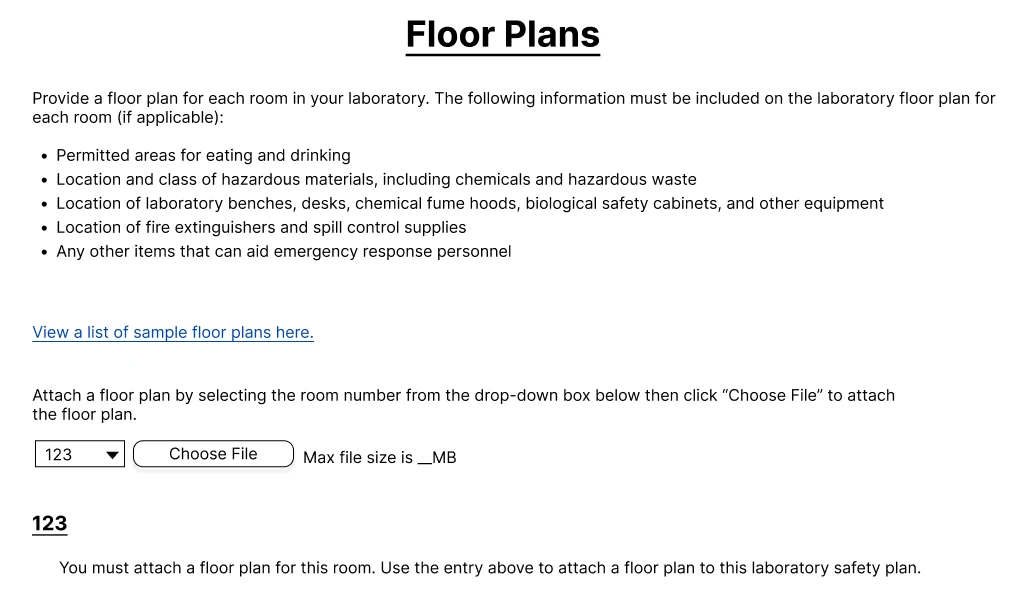 Floor Plans
Provide a floor plan for each room in your laboratory. The following information must be included on the laboratory floor plan for
each room (if applicable):
• Permitted areas for eating and drinking
• Location and class of hazardous materials, including chemicals and hazardous waste
• Location of laboratory benches, desks, chemical fume hoods, biological safety cabinets, and other equipment
• Location of fire extinguishers and spill control supplies
• Any other items that can aid emergency response personnel
View a list of sample floor plans here.
Attach a floor plan by selecting the room number from the drop-down box below then click “Choose File” to attach
the floor plan.
123 Choose File Max file size is __MB
123
You must attach a floor plan for this room. Use the entry above to attach a floor plan to this laboratory safety plan.